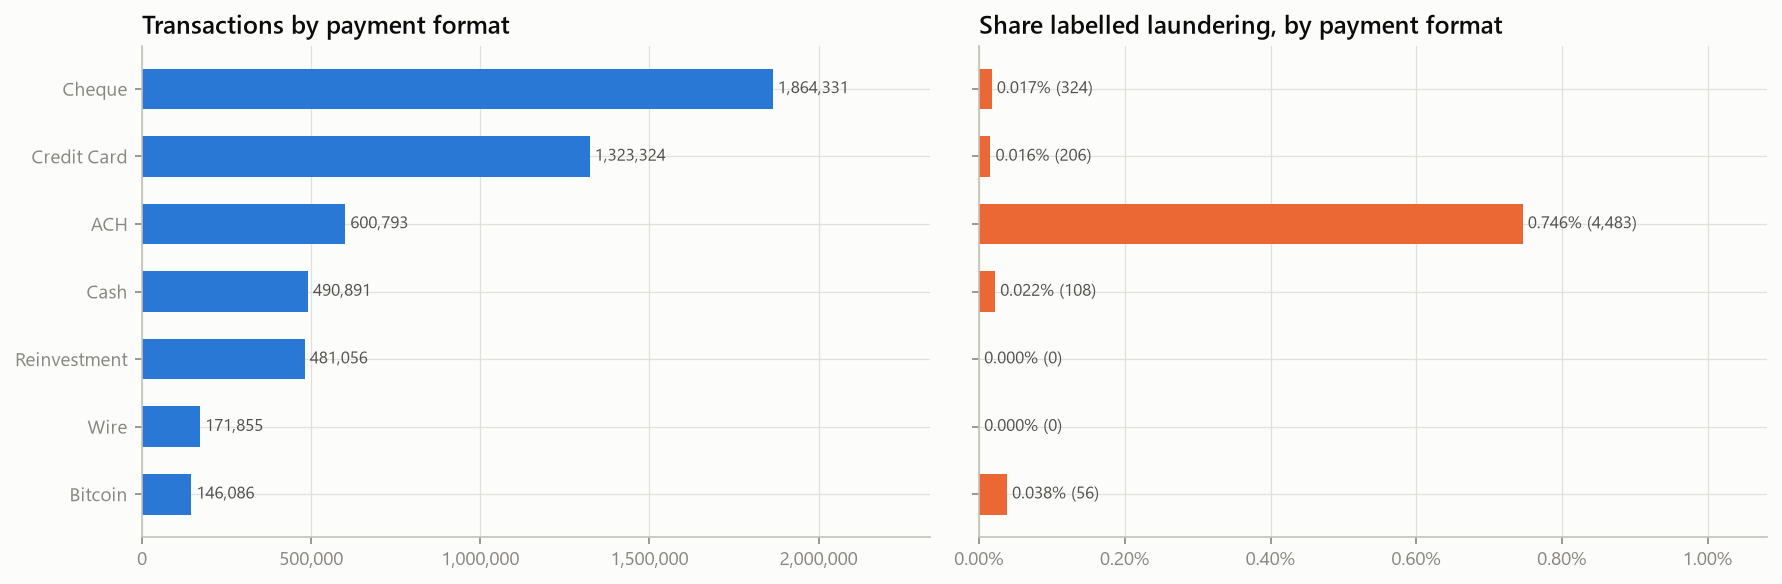 Transactions by payment format
Cheque 1,864,331
Credit Card 1,323,324
ACH 600,793
Cash 490,891
Reinvestment 481,056
Wire 171,855
Bitcoin 146,086
0 500,000 1,000,000 1,500,000 2,000,000
Share labelled laundering, by payment format
0.017% (324)
0.016% (206)
0.746% (4,483)
0.022% (108)
0.000% (0)
0.000% (0)
0.038% (56)
0.00% 0.20% 0.40% 0.60% 0.80% 1.00%